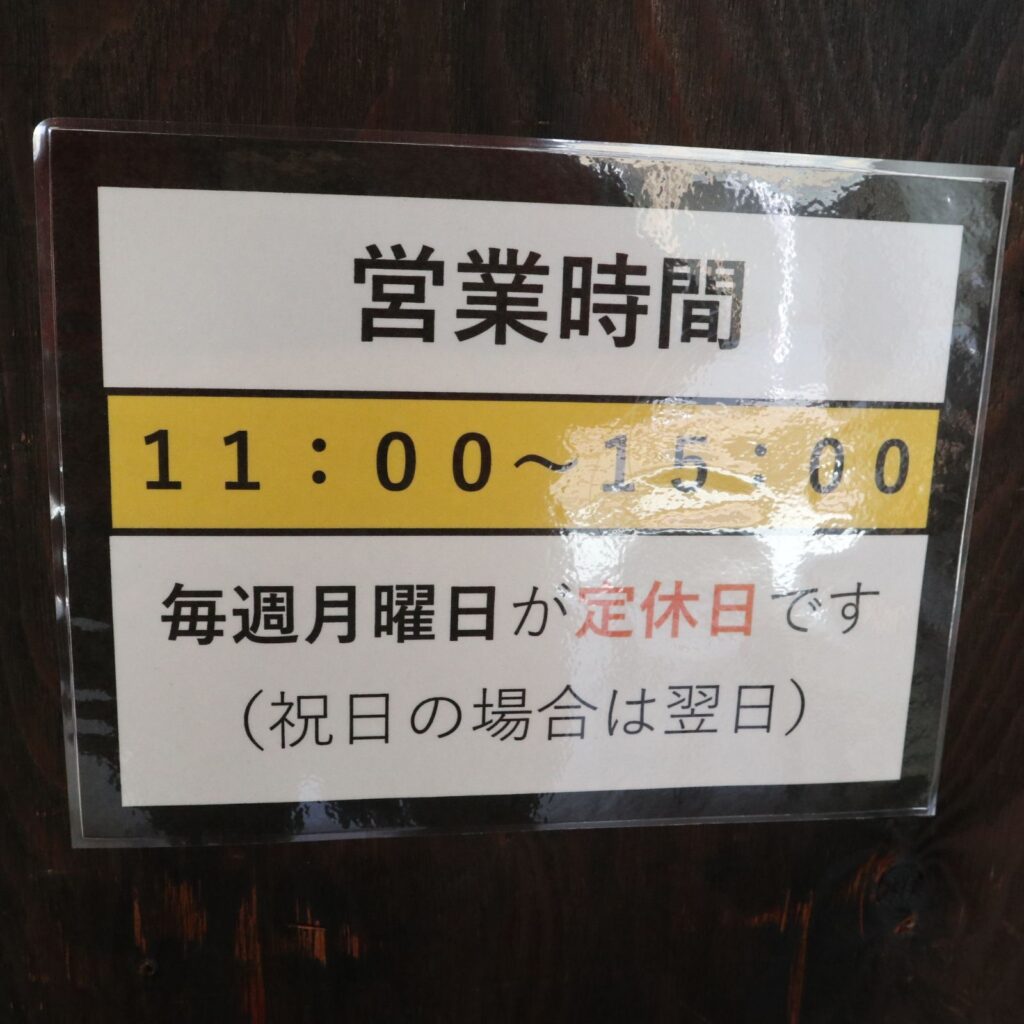 営業時間
11：00～15：00
毎週月曜日が定休日です
（祝日の場合は翌日）